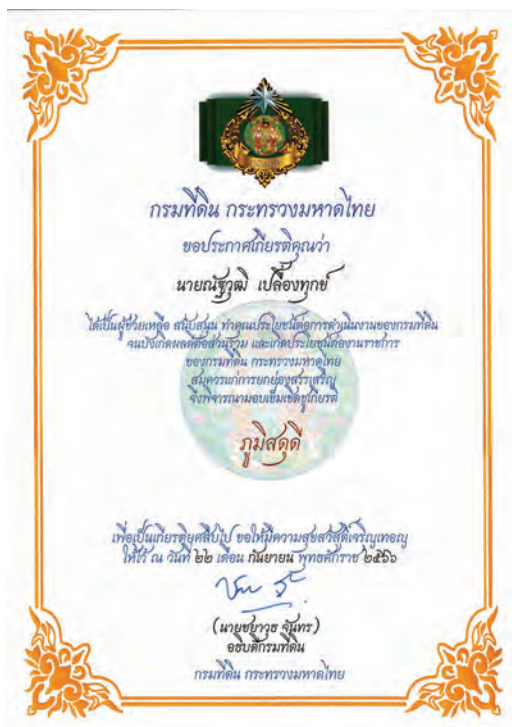 กรมที่ดิน กระทรวงมหาดไทย
ขอประกาศเกียรติคุณว่า
นายณัฐวุฒิ เปลื้องทุกข์
ได้เป็นผู้ช่วยเหลือ สนับสนุน ทำคุณประโยชน์ต่อการดำเนินงานของกรมที่ดิน
จนบังเกิดผลดีต่อส่วนรวม และเกิดประโยชน์ต่องานราชการ
ของกรมที่ดิน กระทรวงมหาดไทย
สมควรแก่การยกย่องสรรเสริญ
จึงพิจารณามอบเข็มเชิดชูเกียรติ
ภูมิสดุดี
เพื่อเป็นเกียรติยศสืบไป ขอให้มีความสุขสวัสดิ์เจริญเทอญ
ให้ไว้ ณ วันที่ ๒๒ เดือน กันยายน พุทธศักราช ๒๕๖๖
(นายชยาวุธ จันทร)
อธิบดีกรมที่ดิน
กรมที่ดิน กระทรวงมหาดไทย